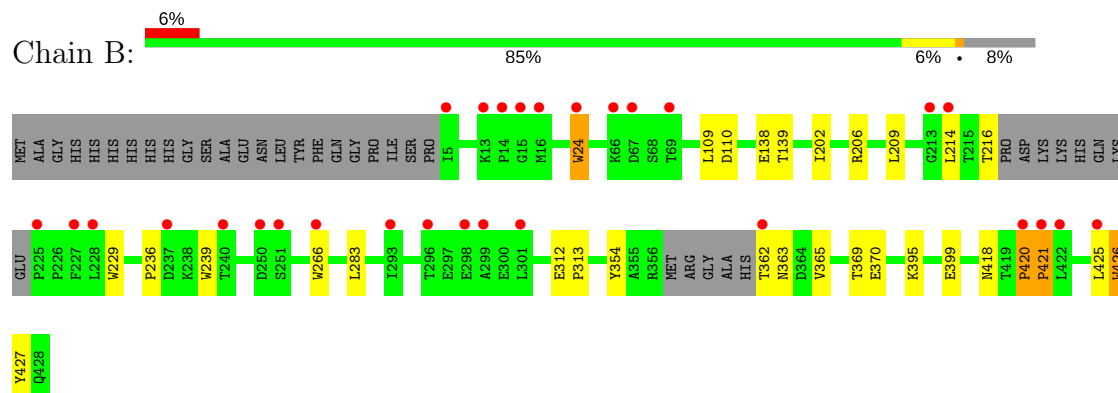 6%
Chain B:
85% 6% • 8%
MET ALA GLY HIS HIS HIS HIS HIS HIS GLY SER ALA GLU ASN LEU TYR PHE GLN GLY PRO ILE SER PRO I5 K13 P14 G15 M16 W24 K66 D67 S68 T69 L109 D110 E138 T139 I202 R206 L209 G213 L214 T215 T216 PRO ASP LYS LYS HIS GLN LYS
GLU P225 P226 F227 L228 W229 P236 D237 K238 W239 T240 D250 S251 W266 L283 I293 T296 E297 E298 A299 E300 L301 E312 P313 Y354 A355 R356 MET ARG GLY ALA HIS T362 N363 D364 V365 T369 E370 K395 E399 N418 T419 P420 P421 L422 L425 W426
Y427 Q428